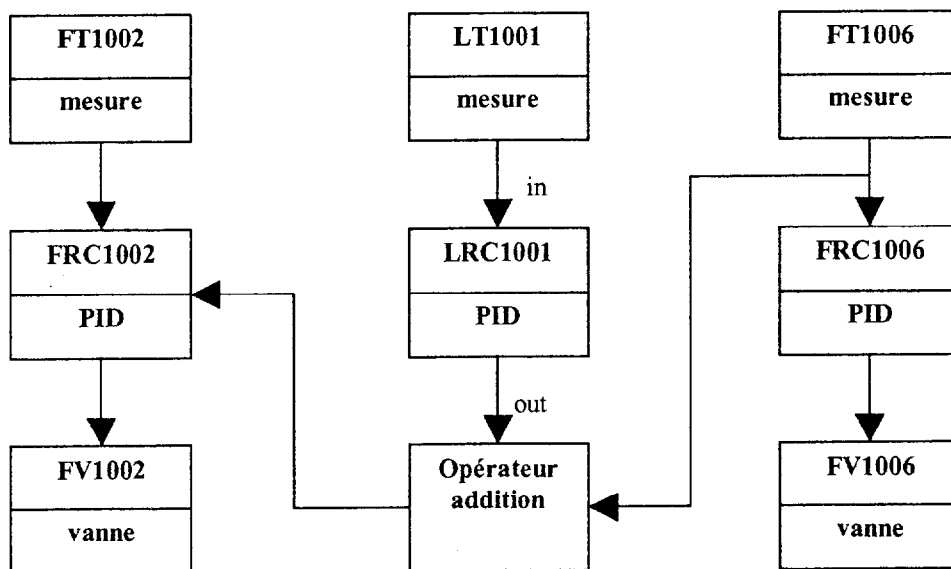 FT1002
mesure
LT1001
mesure
FT1006
mesure
in
FRC1002
PID
LRC1001
PID
FRC1006
PID
out
FV1002
vanne
Opérateur
addition
FV1006
vanne